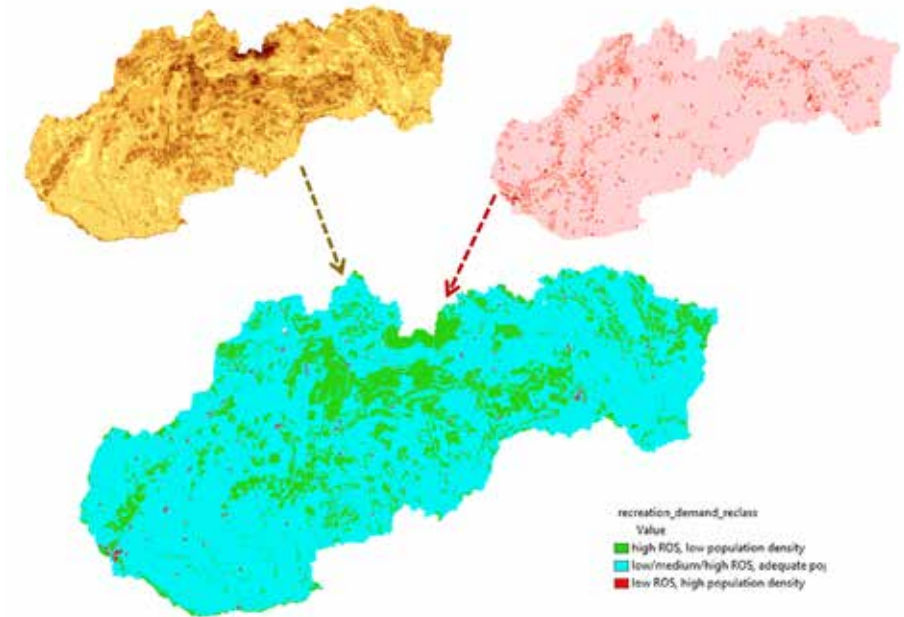 recreation_demand_reclass
Value
high ROS, low population density
low/medium/high ROS, adequate po
low ROS, high population density